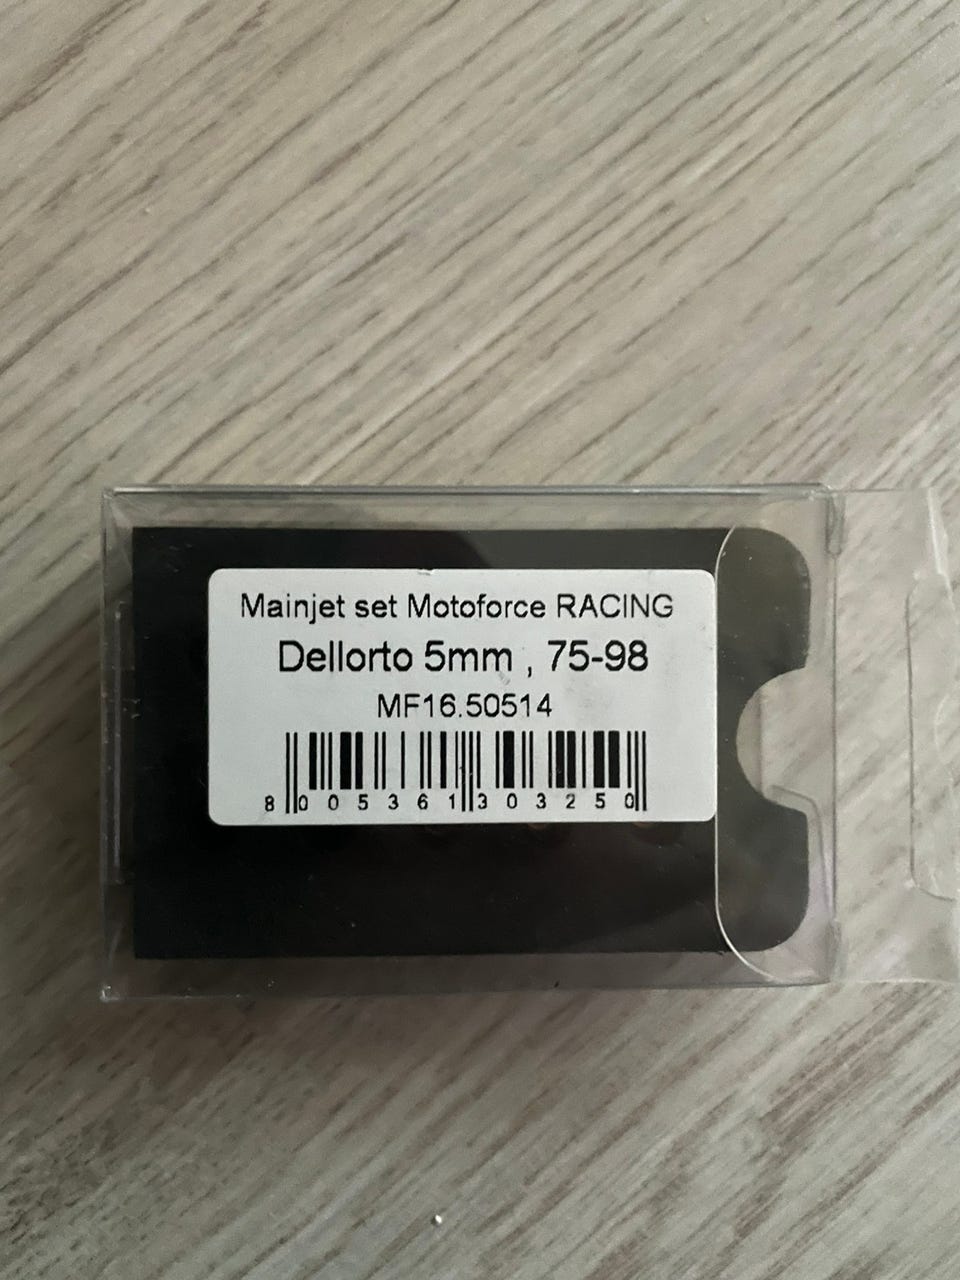 Mainjet set Motoforce RACING
Dellorto 5mm , 75-98
MF16.50514
8 005361 303250